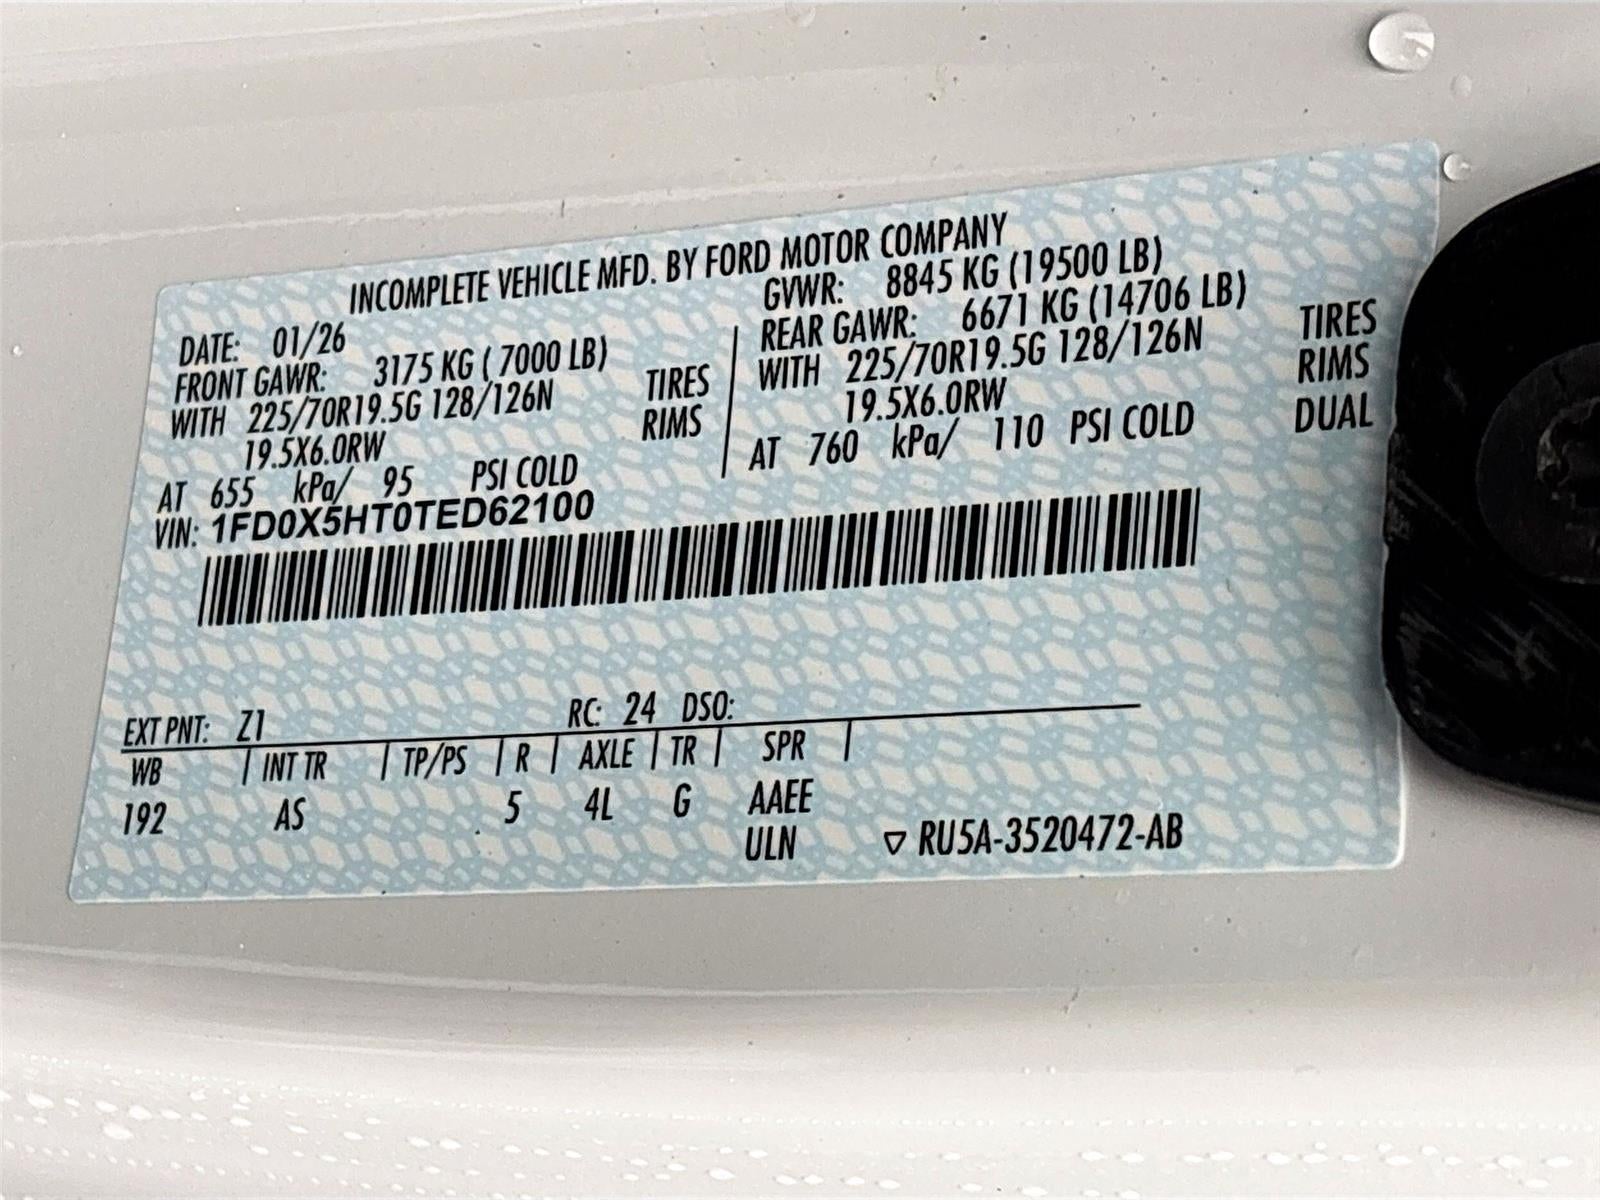 INCOMPLETE VEHICLE MFD. BY FORD MOTOR COMPANY
DATE: 01/26
GVWR: 8845 KG (19500 LB)
FRONT GAWR: 3175 KG ( 7000 LB)
REAR GAWR: 6671 KG (14706 LB)
WITH 225/70R19.5G 128/126N TIRES
WITH 225/70R19.5G 128/126N TIRES
19.5X6.0RW RIMS
19.5X6.0RW RIMS
AT 655 kPa/ 95 PSI COLD
AT 760 kPa/ 110 PSI COLD DUAL
VIN: 1FD0X5HT0TED62100
EXT PNT: Z1 RC: 24 DSO:
WB | INT TR | TP/PS | R | AXLE | TR | SPR |
192 AS 5 4L G AAEE
ULN ▽ RU5A-3520472-AB